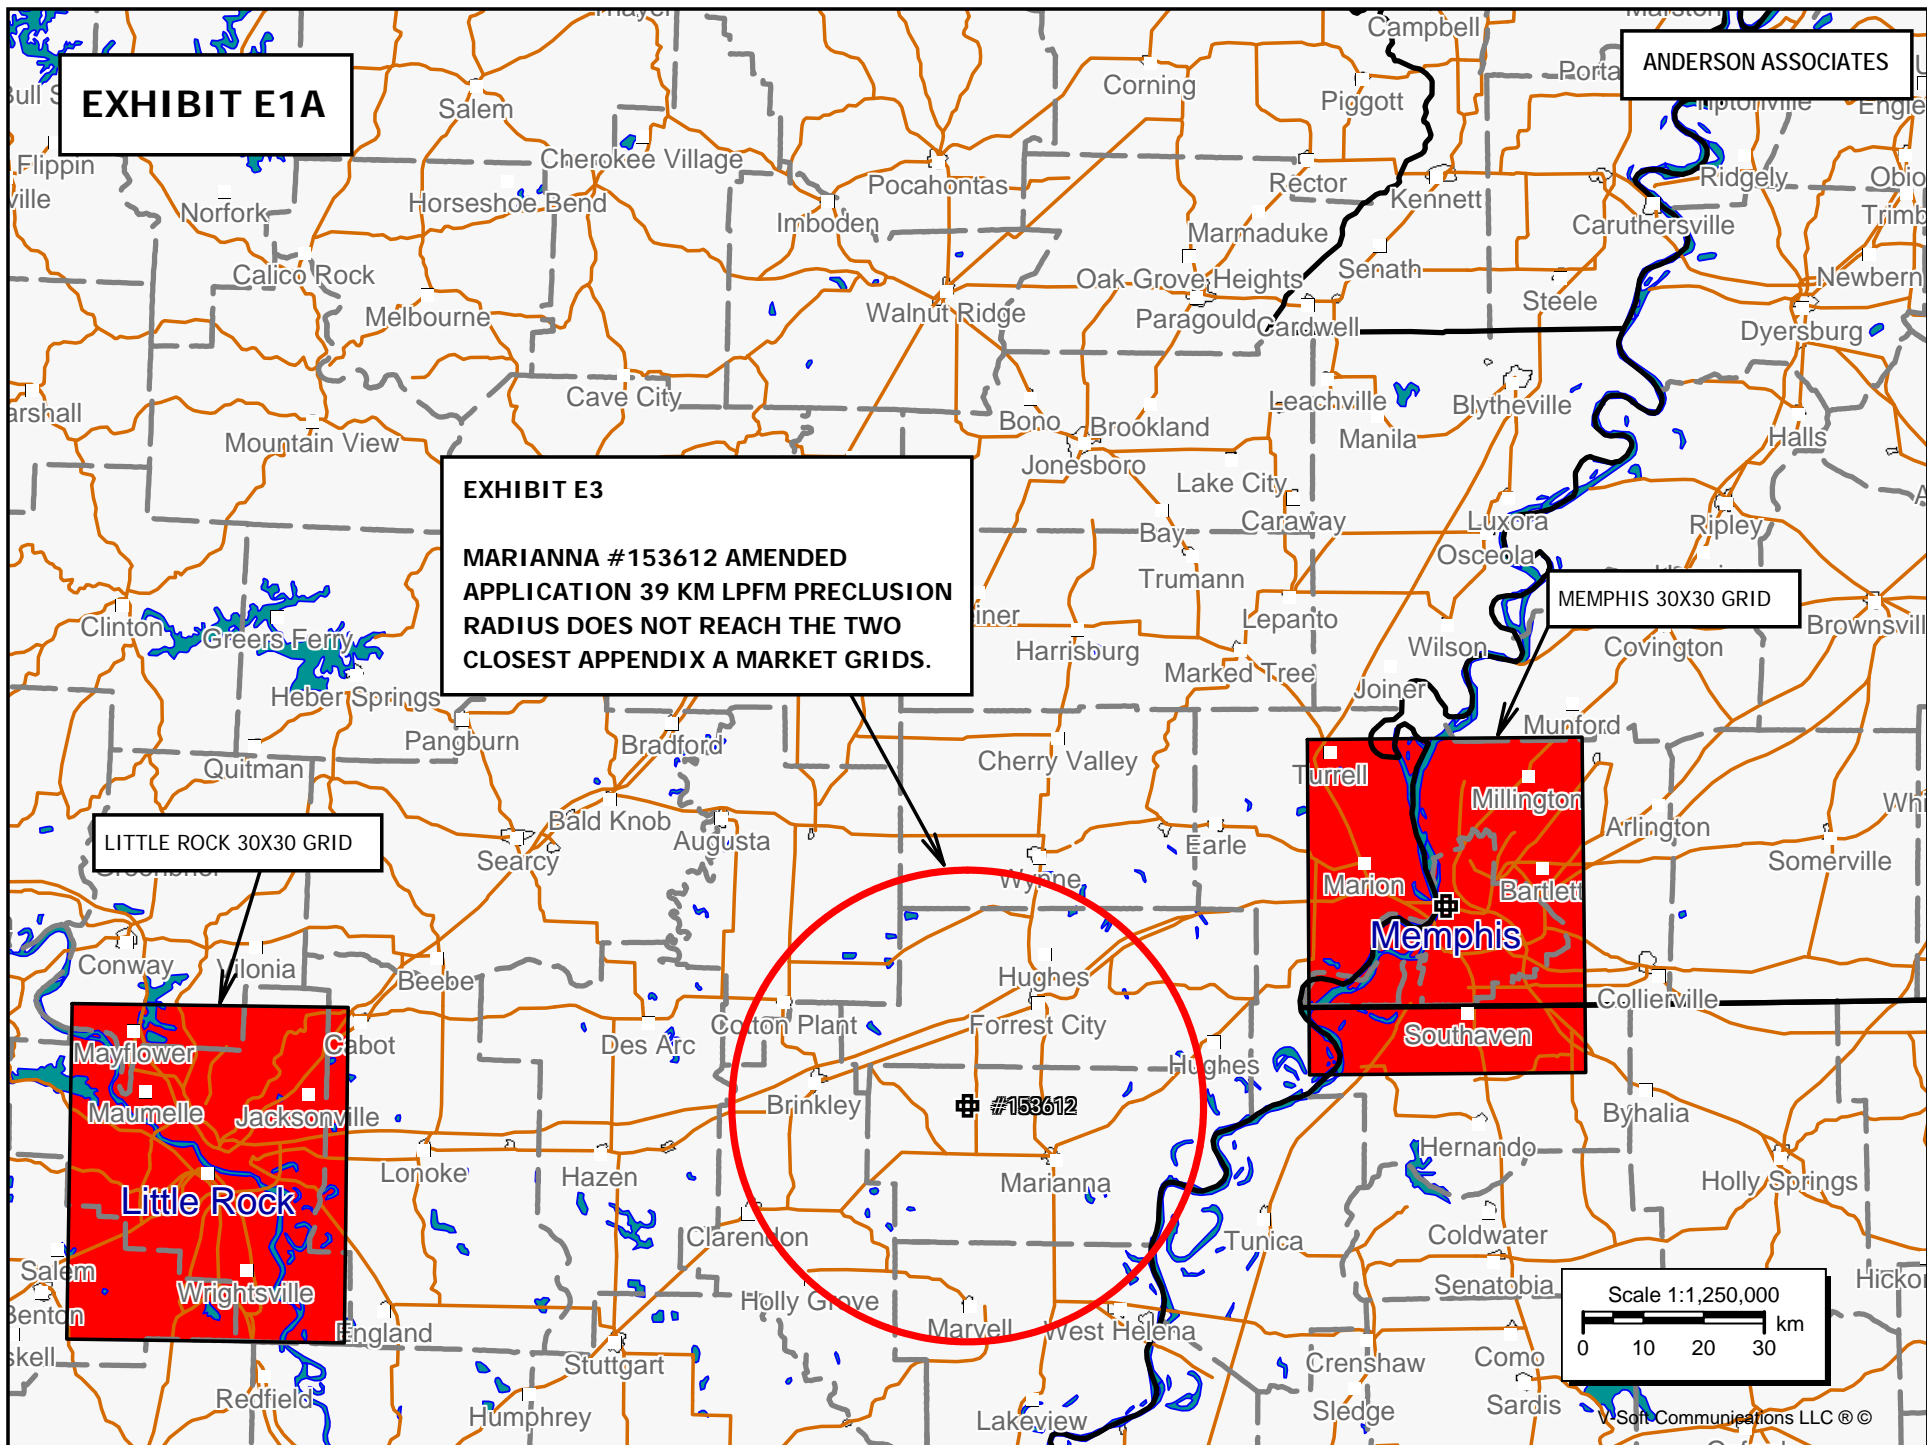 Campbell
ANDERSON ASSOCIATES
EXHIBIT E1A
Corning
Piggott
Salem
Flippin
Cherokee Village
Pocahontas
Rector
Kennett
Ridgely
Norfork
Horseshoe Bend
Imboden
Marmaduke
Caruthersville
Calico Rock
Oak Grove Heights
Senath
Newbern
Melbourne
Walnut Ridge
Paragould
Cardwell
Steele
Dyersburg
Cave City
Leachville
Blytheville
Mountain View
Bono
Brookland
Manila
Halls
Jonesboro
Lake City
EXHIBIT E3
MARIANNA #153612 AMENDED
APPLICATION 39 KM LPFM PRECLUSION
RADIUS DOES NOT REACH THE TWO
CLOSEST APPENDIX A MARKET GRIDS.
Bay
Caraway
Luxora
Ripley
Osceola
Trumann
Lepanto
MEMPHIS 30X30 GRID
Clinton
Greers Ferry
Harrisburg
Wilson
Covington
Brownsvill
Heber Springs
Marked Tree
Joiner
Pangburn
Bradford
Munford
Quitman
Cherry Valley
Turrell
Millington
Bald Knob
Augusta
Earle
Arlington
LITTLE ROCK 30X30 GRID
Searcy
Somerville
Wynne
Marion
Bartlett
Memphis
Conway
Vilonia
Beebe
Hughes
Collierville
Cotton Plant
Forrest City
Southaven
Mayflower
Cabot
Des Arc
Hughes
Maumelle
Jacksonville
Brinkley
#153612
Byhalia
Lonoke
Hazen
Marianna
Hernando
Holly Springs
Little Rock
Clarendon
Tunica
Coldwater
Salem
Wrightsville
Senatobia
Scale 1:1,250,000
km
0 10 20 30
Benton
England
Holly Grove
Marvell
West Helena
Stuttgart
Crenshaw
Como
Redfield
Humphrey
Lakeview
Sledge
Sardis
V-Soft Communications LLC ® ©